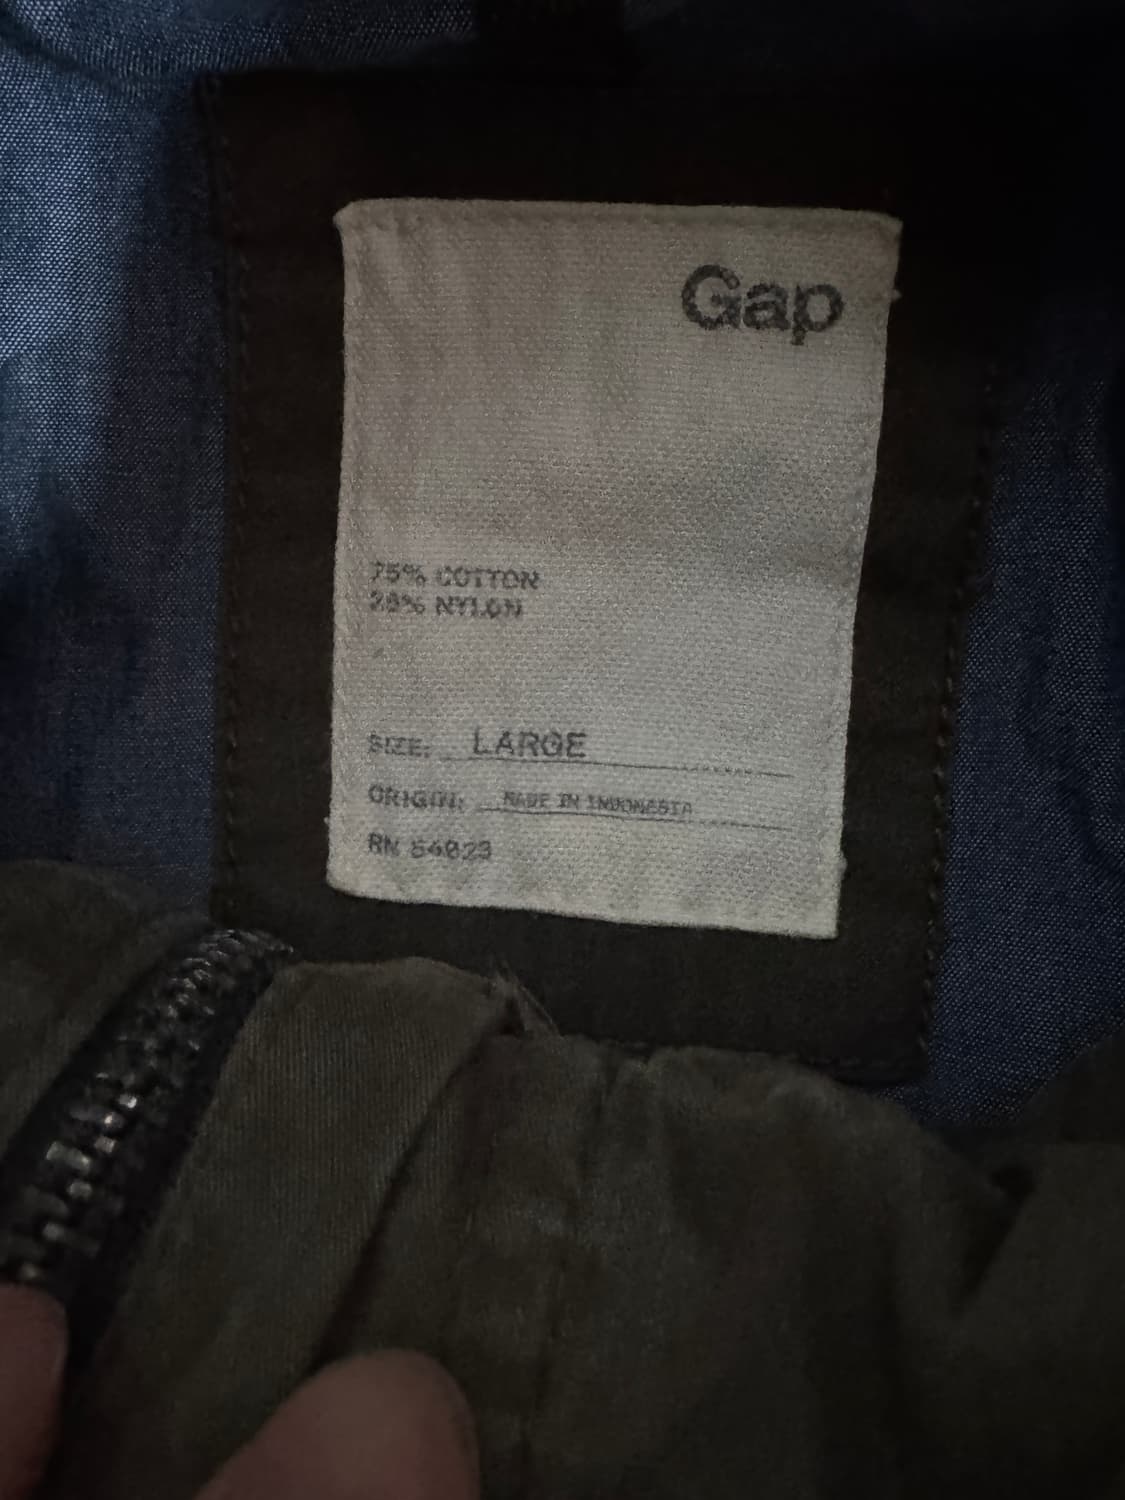 Gap
75% COTTON
25% NYLON
SIZE: LARGE
ORIGIN: MADE IN INDONESIA
RN 54023